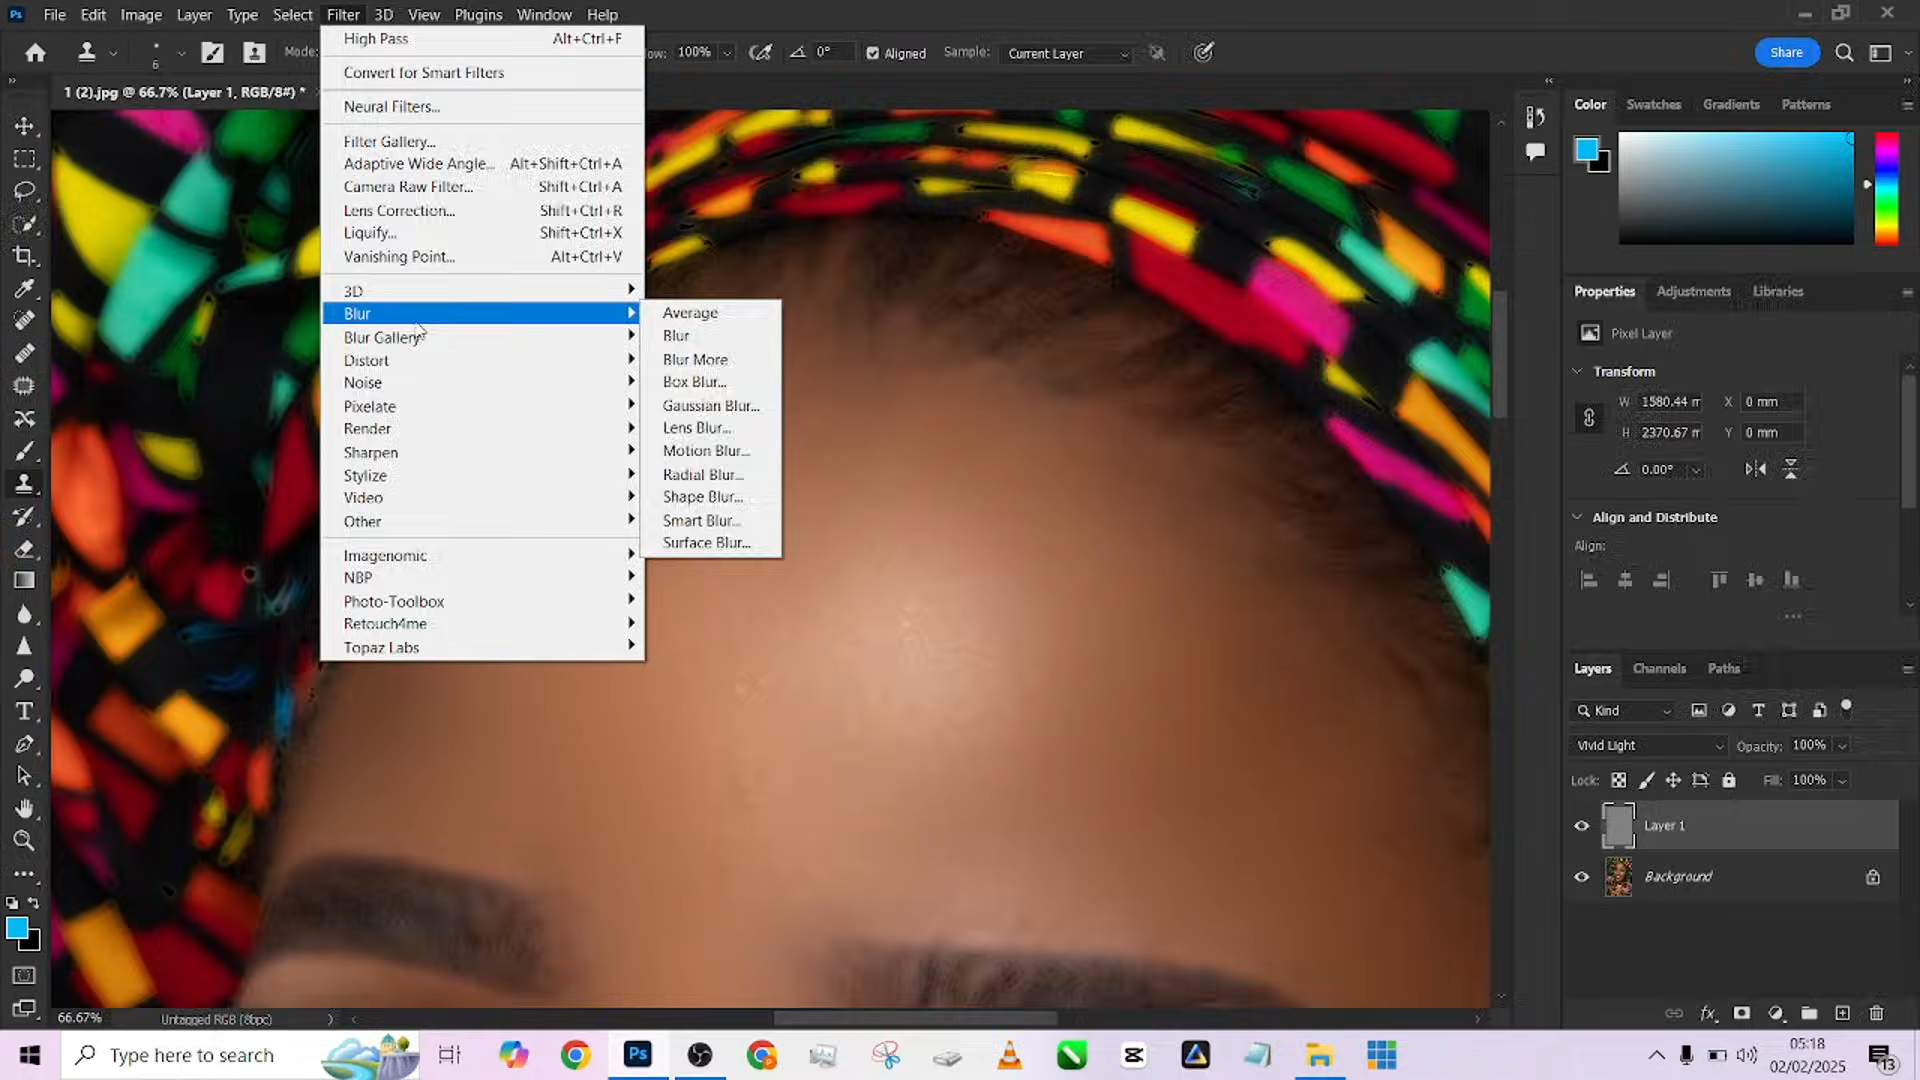 Ps File Edit Image Layer Type Select Filter 3D View Plugins Window Help
6 Mode: low: 100% 0° Aligned Sample: Current Layer Share
1 (2).jpg @ 66.7% (Layer 1, RGB/8#) *
High Pass Alt+Ctrl+F
Convert for Smart Filters
Neural Filters...
Filter Gallery...
Adaptive Wide Angle... Alt+Shift+Ctrl+A
Camera Raw Filter... Shift+Ctrl+A
Lens Correction... Shift+Ctrl+R
Liquify... Shift+Ctrl+X
Vanishing Point... Alt+Ctrl+V
3D
Blur
Blur Gallery
Distort
Noise
Pixelate
Render
Sharpen
Stylize
Video
Other
Imagenomic
NBP
Photo-Toolbox
Retouch4me
Topaz Labs
Average
Blur
Blur More
Box Blur...
Gaussian Blur...
Lens Blur...
Motion Blur...
Radial Blur...
Shape Blur...
Smart Blur...
Surface Blur...
Color Swatches Gradients Patterns
Properties Adjustments Libraries
Pixel Layer
Transform
W 1580.44 m X 0 mm
H 2370.67 m Y 0 mm
0.00°
Align and Distribute
Align:
Layers Channels Paths
Kind
Vivid Light Opacity: 100%
Lock: Fill: 100%
Layer 1
Background
66.67% Untagged RGB (8bpc)
Type here to search
Ps
05:18
02/02/2025
13